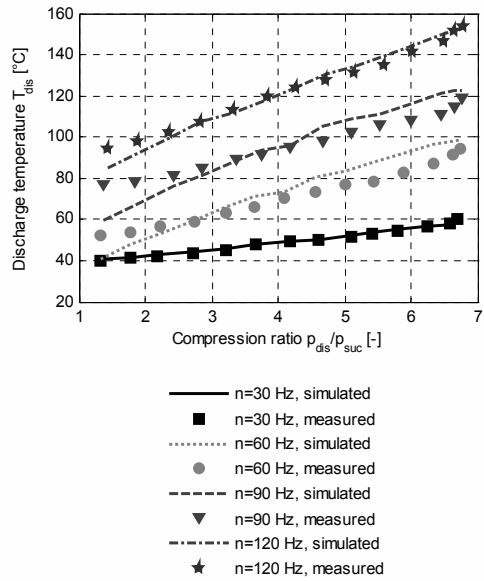 Discharge temperature T_dis [°C]
160
140
120
100
80
60
40
20
1 2 3 4 5 6 7
Compression ratio p_dis/p_suc [-]
n=30 Hz, simulated
n=30 Hz, measured
n=60 Hz, simulated
n=60 Hz, measured
n=90 Hz, simulated
n=90 Hz, measured
n=120 Hz, simulated
n=120 Hz, measured